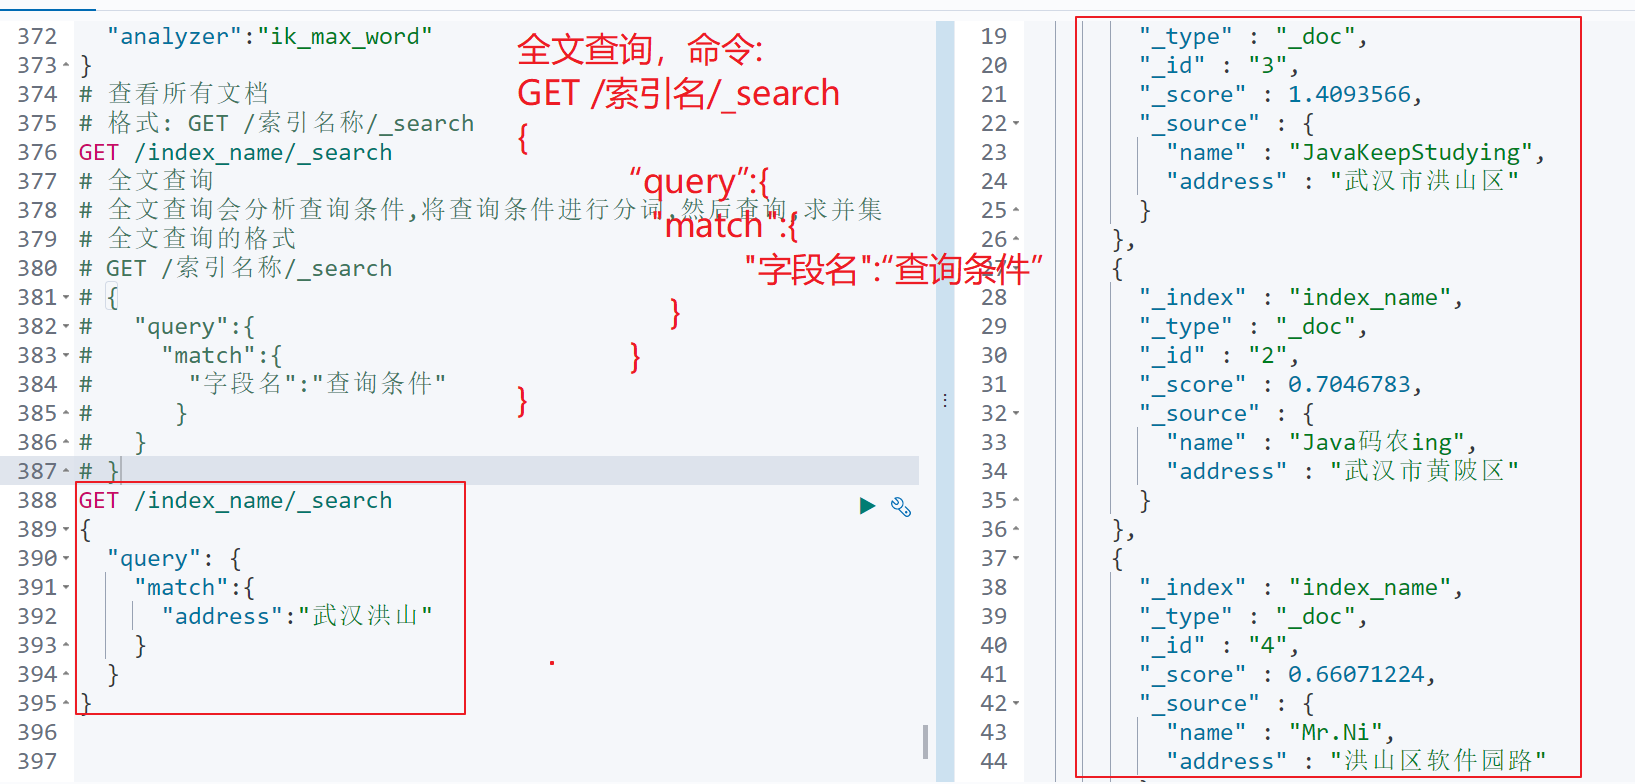 372 "analyzer":"ik_max_word"
373 }
374 # 查看所有文档
375 # 格式: GET /索引名称/_search
376 GET /index_name/_search
377 # 全文查询
378 # 全文查询会分析查询条件,将查询条件进行分词,然后查询,求并集
379 # 全文查询的格式
380 # GET /索引名称/_search
381 # {
382 #   "query":{
383 #     "match":{
384 #       "字段名":"查询条件"
385 #      }
386 #   }
387 # }
388 GET /index_name/_search
389 {
390   "query": {
391     "match":{
392       "address":"武汉洪山"
393     }
394   }
395 }
396
397
全文查询，命令:
GET /索引名/_search
{
“query”:{
"match":{
"字段名":“查询条件”
}
}
}
19 "_type" : "_doc",
20 "_id" : "3",
21 "_score" : 1.4093566,
22 "_source" : {
23   "name" : "JavaKeepStudying",
24   "address" : "武汉市洪山区"
25 }
26 },
27 {
28 "_index" : "index_name",
29 "_type" : "_doc",
30 "_id" : "2",
31 "_score" : 0.7046783,
32 "_source" : {
33   "name" : "Java码农ing",
34   "address" : "武汉市黄陂区"
35 }
36 },
37 {
38 "_index" : "index_name",
39 "_type" : "_doc",
40 "_id" : "4",
41 "_score" : 0.66071224,
42 "_source" : {
43   "name" : "Mr.Ni",
44   "address" : "洪山区软件园路"